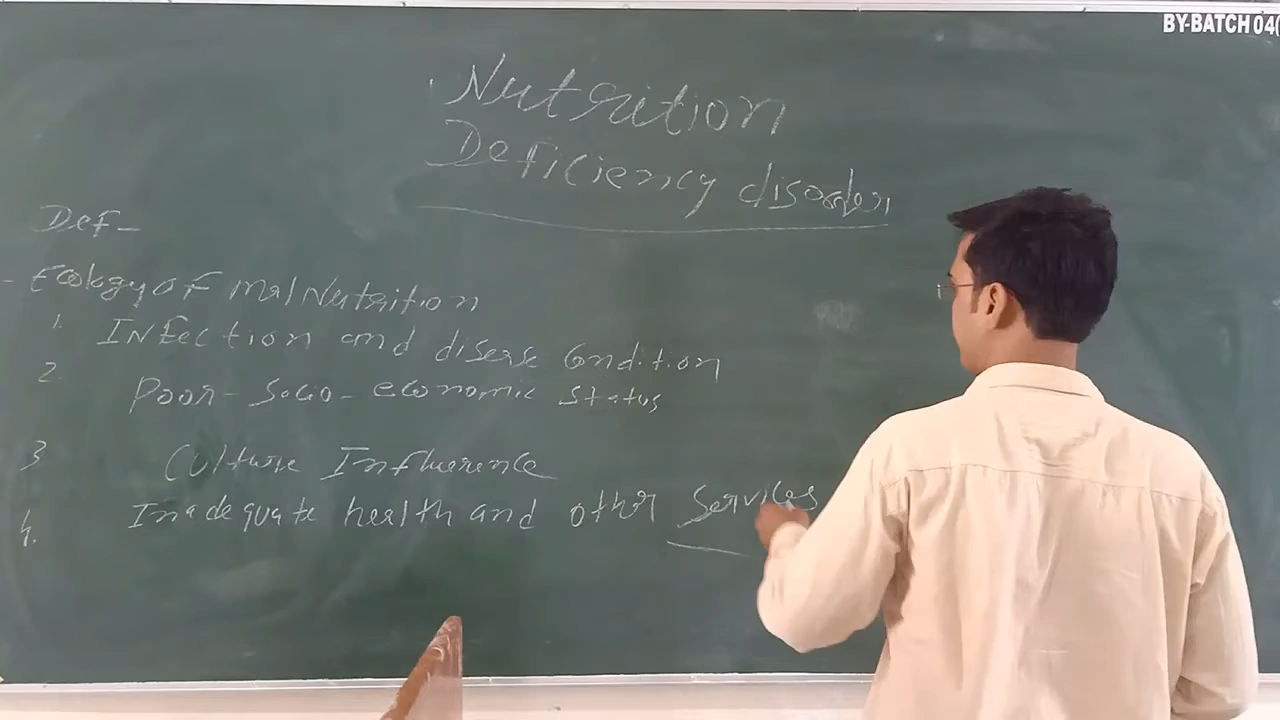 BY-BATCH 04(
Nutrition
Deficiency disorder
Def-
- Ecology of malNutrition
1. Infection and disease Condition
2. Poor-Socio-economic status
3 Culture Influerence
4. Inadequate health and other Services